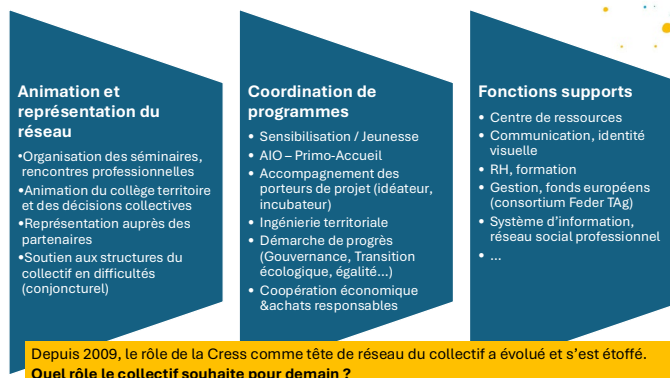 Animation et
représentation du
réseau
•Organisation des séminaires,
rencontres professionnelles
•Animation du collège territoire
et des décisions collectives
•Représentation auprès des
partenaires
•Soutien aux structures du
collectif en difficultés
(conjoncturel)
Coordination de
programmes
• Sensibilisation / Jeunesse
• AIO – Primo-Accueil
• Accompagnement des
porteurs de projet (idéateur,
incubateur)
• Ingénierie territoriale
• Démarche de progrès
(Gouvernance, Transition
écologique, égalité...)
• Coopération économique
&achats responsables
Fonctions supports
• Centre de ressources
• Communication, identité
visuelle
• RH, formation
• Gestion, fonds européens
(consortium Feder TAg)
• Système d'information,
réseau social professionnel
• ...
Depuis 2009, le rôle de la Cress comme tête de réseau du collectif a évolué et s'est étoffé.
Quel rôle le collectif souhaite pour demain ?